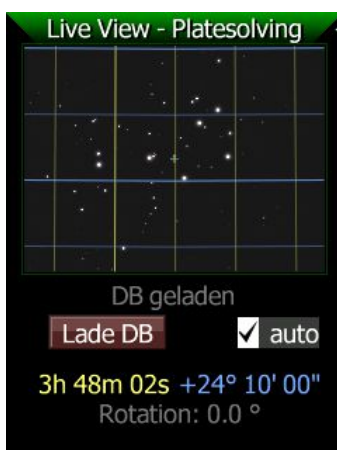 Live View - Platesolving
DB geladen
Lade DB auto
3h 48m 02s +24° 10' 00"
Rotation: 0.0 °